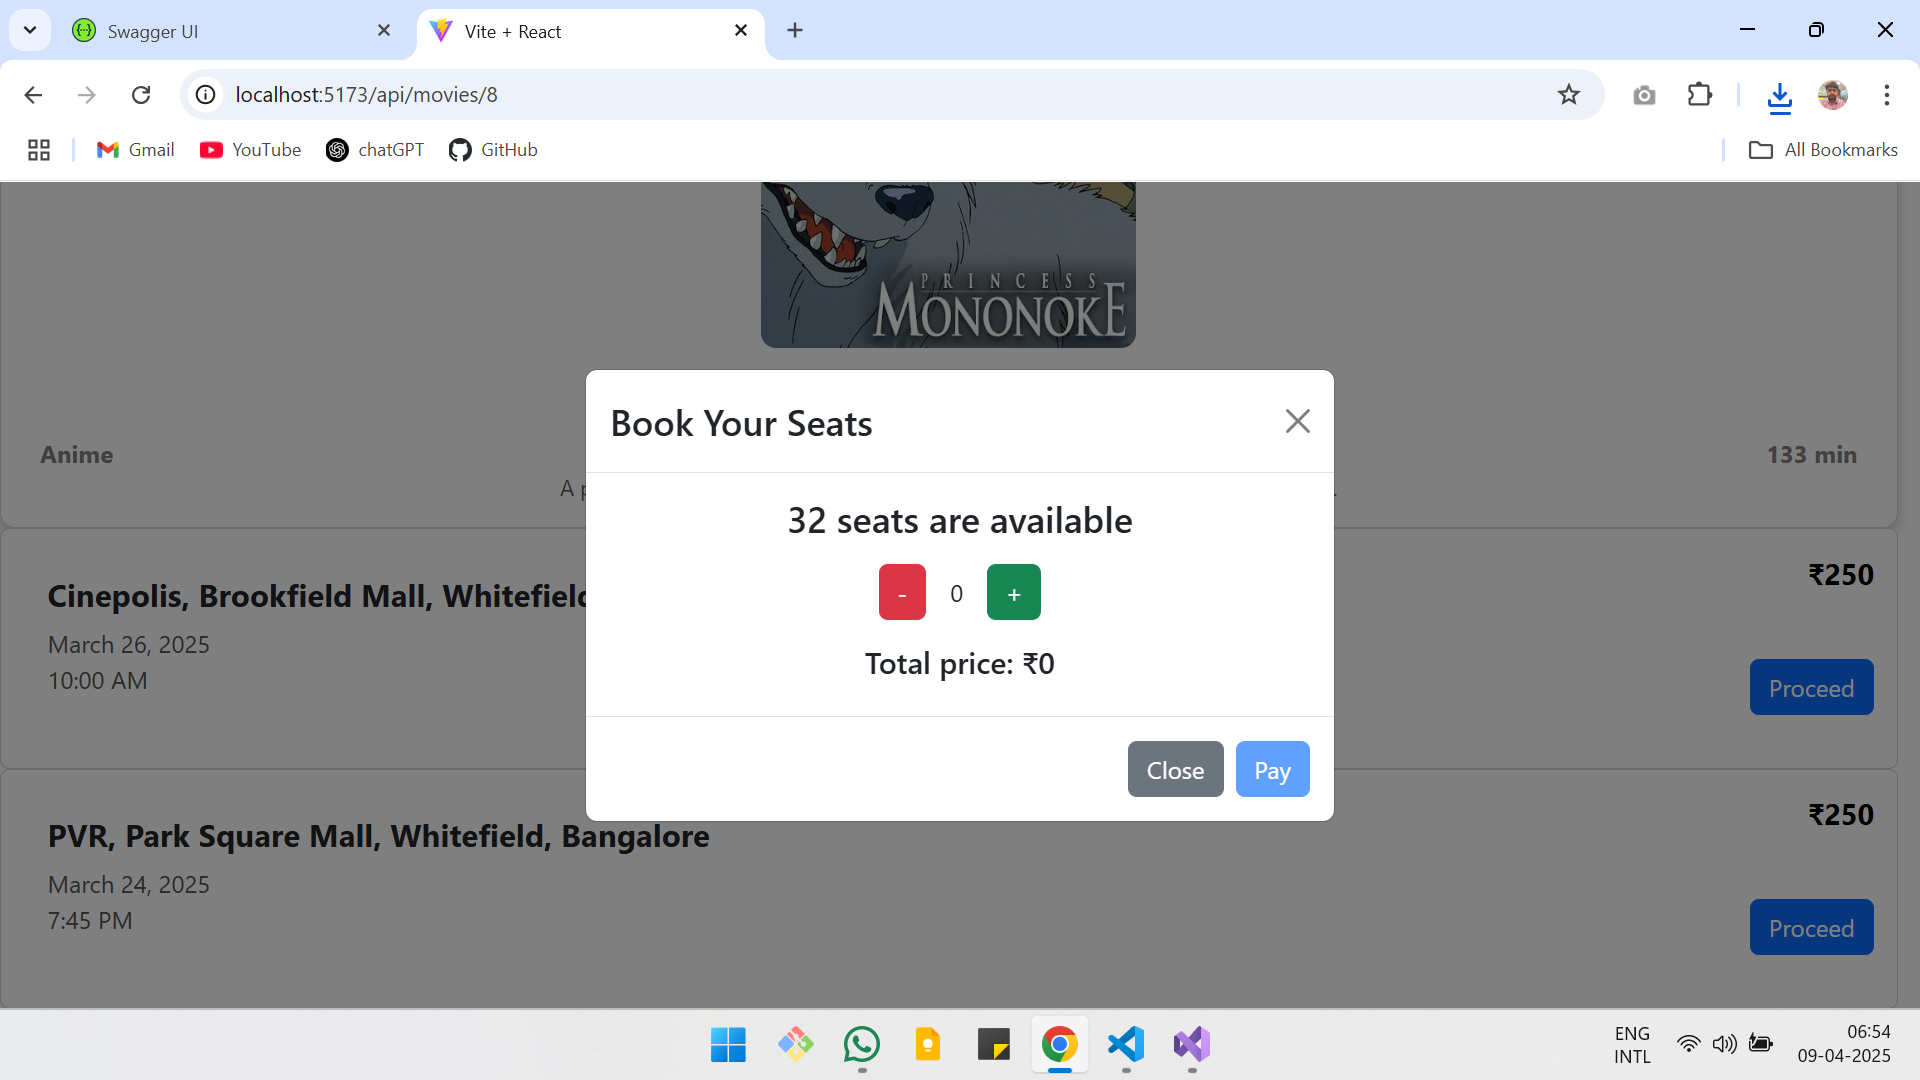 Swagger UI
Vite + React
localhost:5173/api/movies/8
Gmail
YouTube
chatGPT
GitHub
All Bookmarks
PRINCESS
MONONOKE
Anime
133 min
A
.
Book Your Seats
32 seats are available
- 0 +
Total price: ₹0
Close
Pay
Cinepolis, Brookfield Mall, Whitefield
March 26, 2025
10:00 AM
₹250
Proceed
PVR, Park Square Mall, Whitefield, Bangalore
March 24, 2025
7:45 PM
₹250
Proceed
ENG
INTL
06:54
09-04-2025